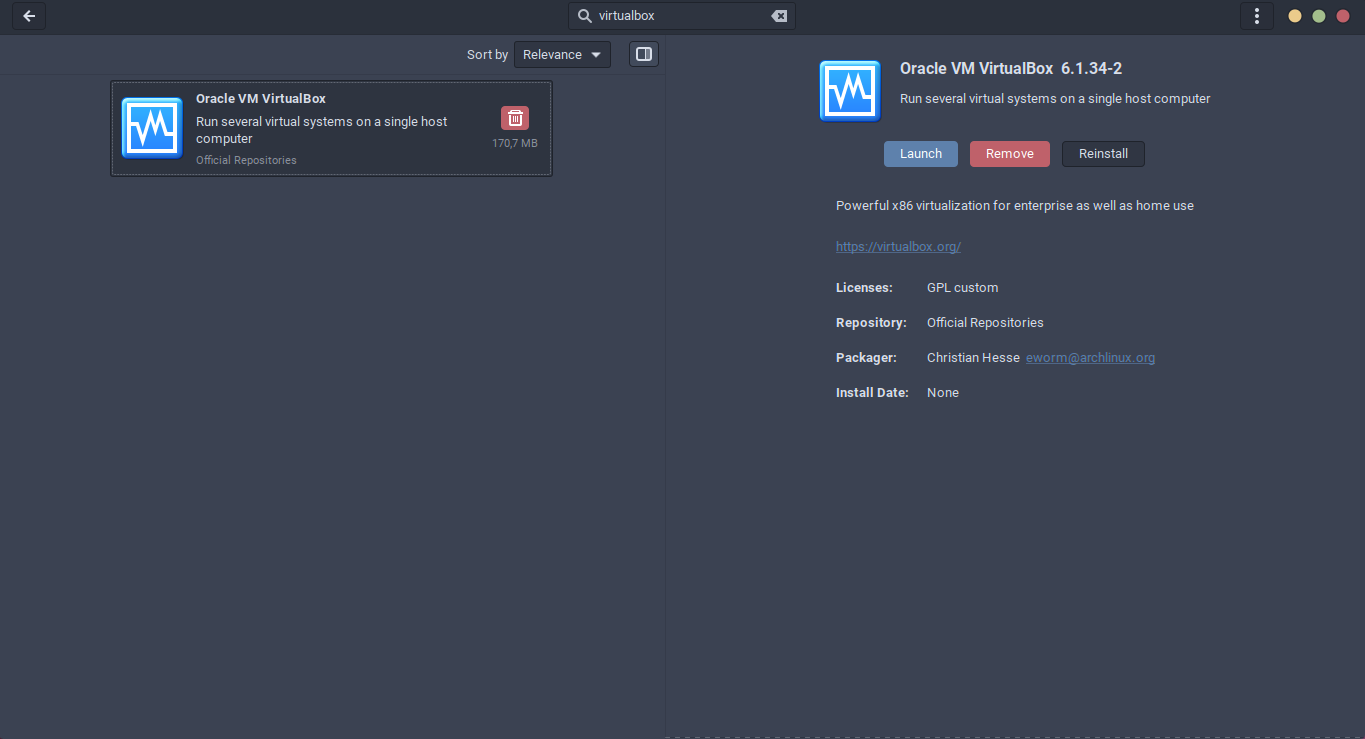 virtualbox
Sort by Relevance
Oracle VM VirtualBox
Run several virtual systems on a single host
computer
Official Repositories
170,7 MB
Oracle VM VirtualBox 6.1.34-2
Run several virtual systems on a single host computer
Launch Remove Reinstall
Powerful x86 virtualization for enterprise as well as home use
https://virtualbox.org/
Licenses: GPL custom
Repository: Official Repositories
Packager: Christian Hesse eworm@archlinux.org
Install Date: None